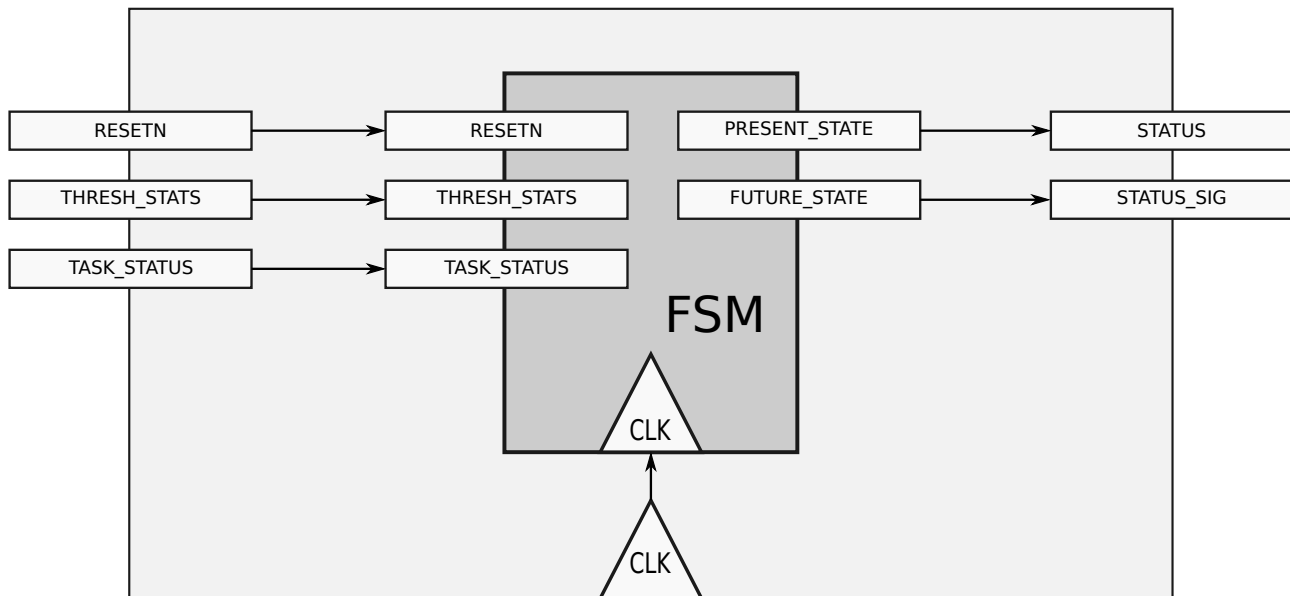 RESETN
RESETN
PRESENT_STATE
STATUS
THRESH_STATS
THRESH_STATS
FUTURE_STATE
STATUS_SIG
TASK_STATUS
TASK_STATUS
FSM
CLK
CLK